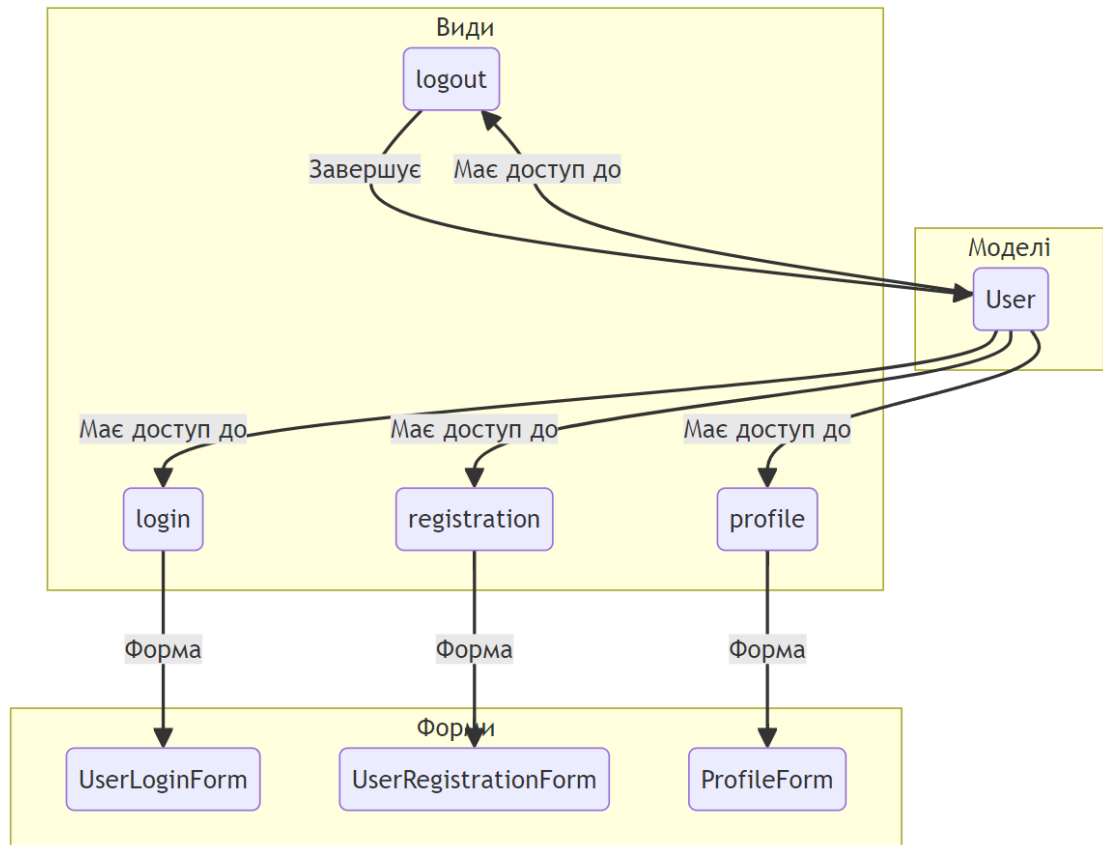 Види
logout
Завершує
Має доступ до
Моделі
User
Має доступ до
Має доступ до
Має доступ до
login
registration
profile
Форма
Форма
Форма
Форми
UserLoginForm
UserRegistrationForm
ProfileForm